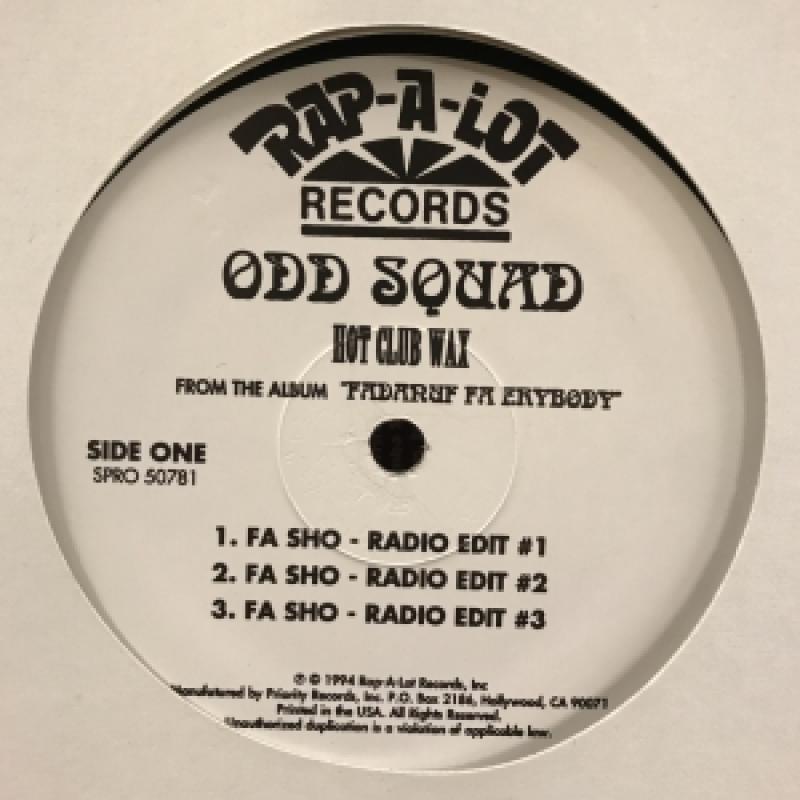 RAP-A-LOT
RECORDS
ODD SQUAD
HOT CLUB WAX
FROM THE ALBUM "FADANUF FA ERYBODY"
SIDE ONE
SPRO 50781
1. FA SHO - RADIO EDIT #1
2. FA SHO - RADIO EDIT #2
3. FA SHO - RADIO EDIT #3
℗ © 1994 Rap-A-Lot Records, Inc
Manufatured by Priority Records, Inc. P.O. Box 2186, Hollywood, CA 90071
Printed in the USA. All Rights Reserved.
Unauthorized duplication is a violation of applicable law.